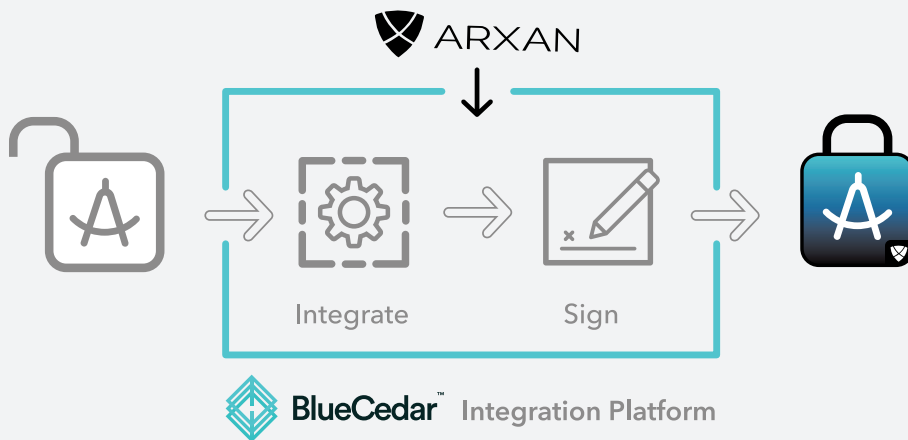 ARXAN
Integrate
Sign
x
BlueCedar™ Integration Platform